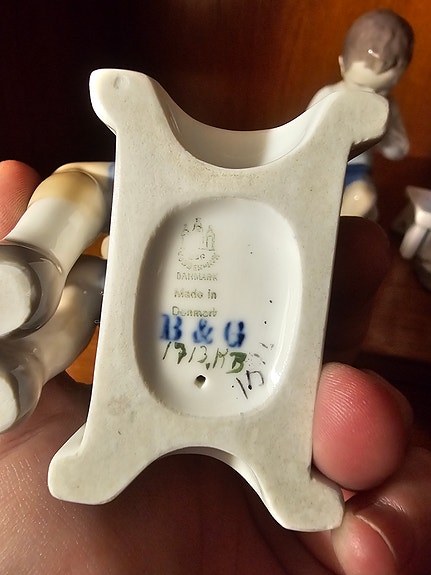 DANMARK
Made in
Denmark
B & G
1713.HB